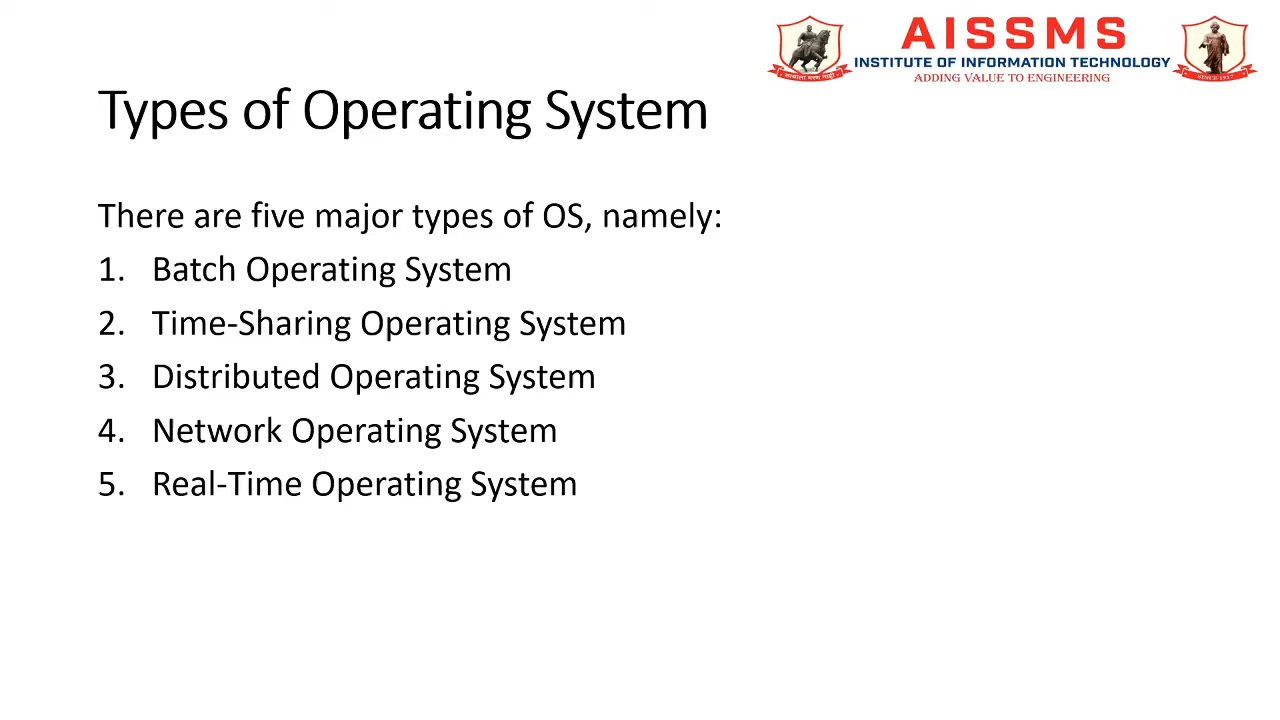 AISSMS
INSTITUTE OF INFORMATION TECHNOLOGY
ADDING VALUE TO ENGINEERING
SINCE 1917
Types of Operating System
There are five major types of OS, namely:
1. Batch Operating System
2. Time-Sharing Operating System
3. Distributed Operating System
4. Network Operating System
5. Real-Time Operating System